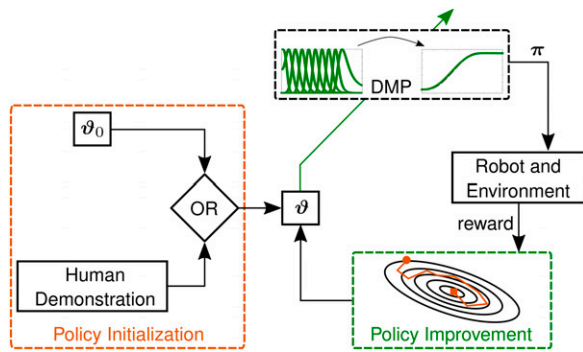 DMP
π
ϑ₀
Robot and
Environment
OR
ϑ
reward
Human
Demonstration
Policy Initialization
Policy Improvement